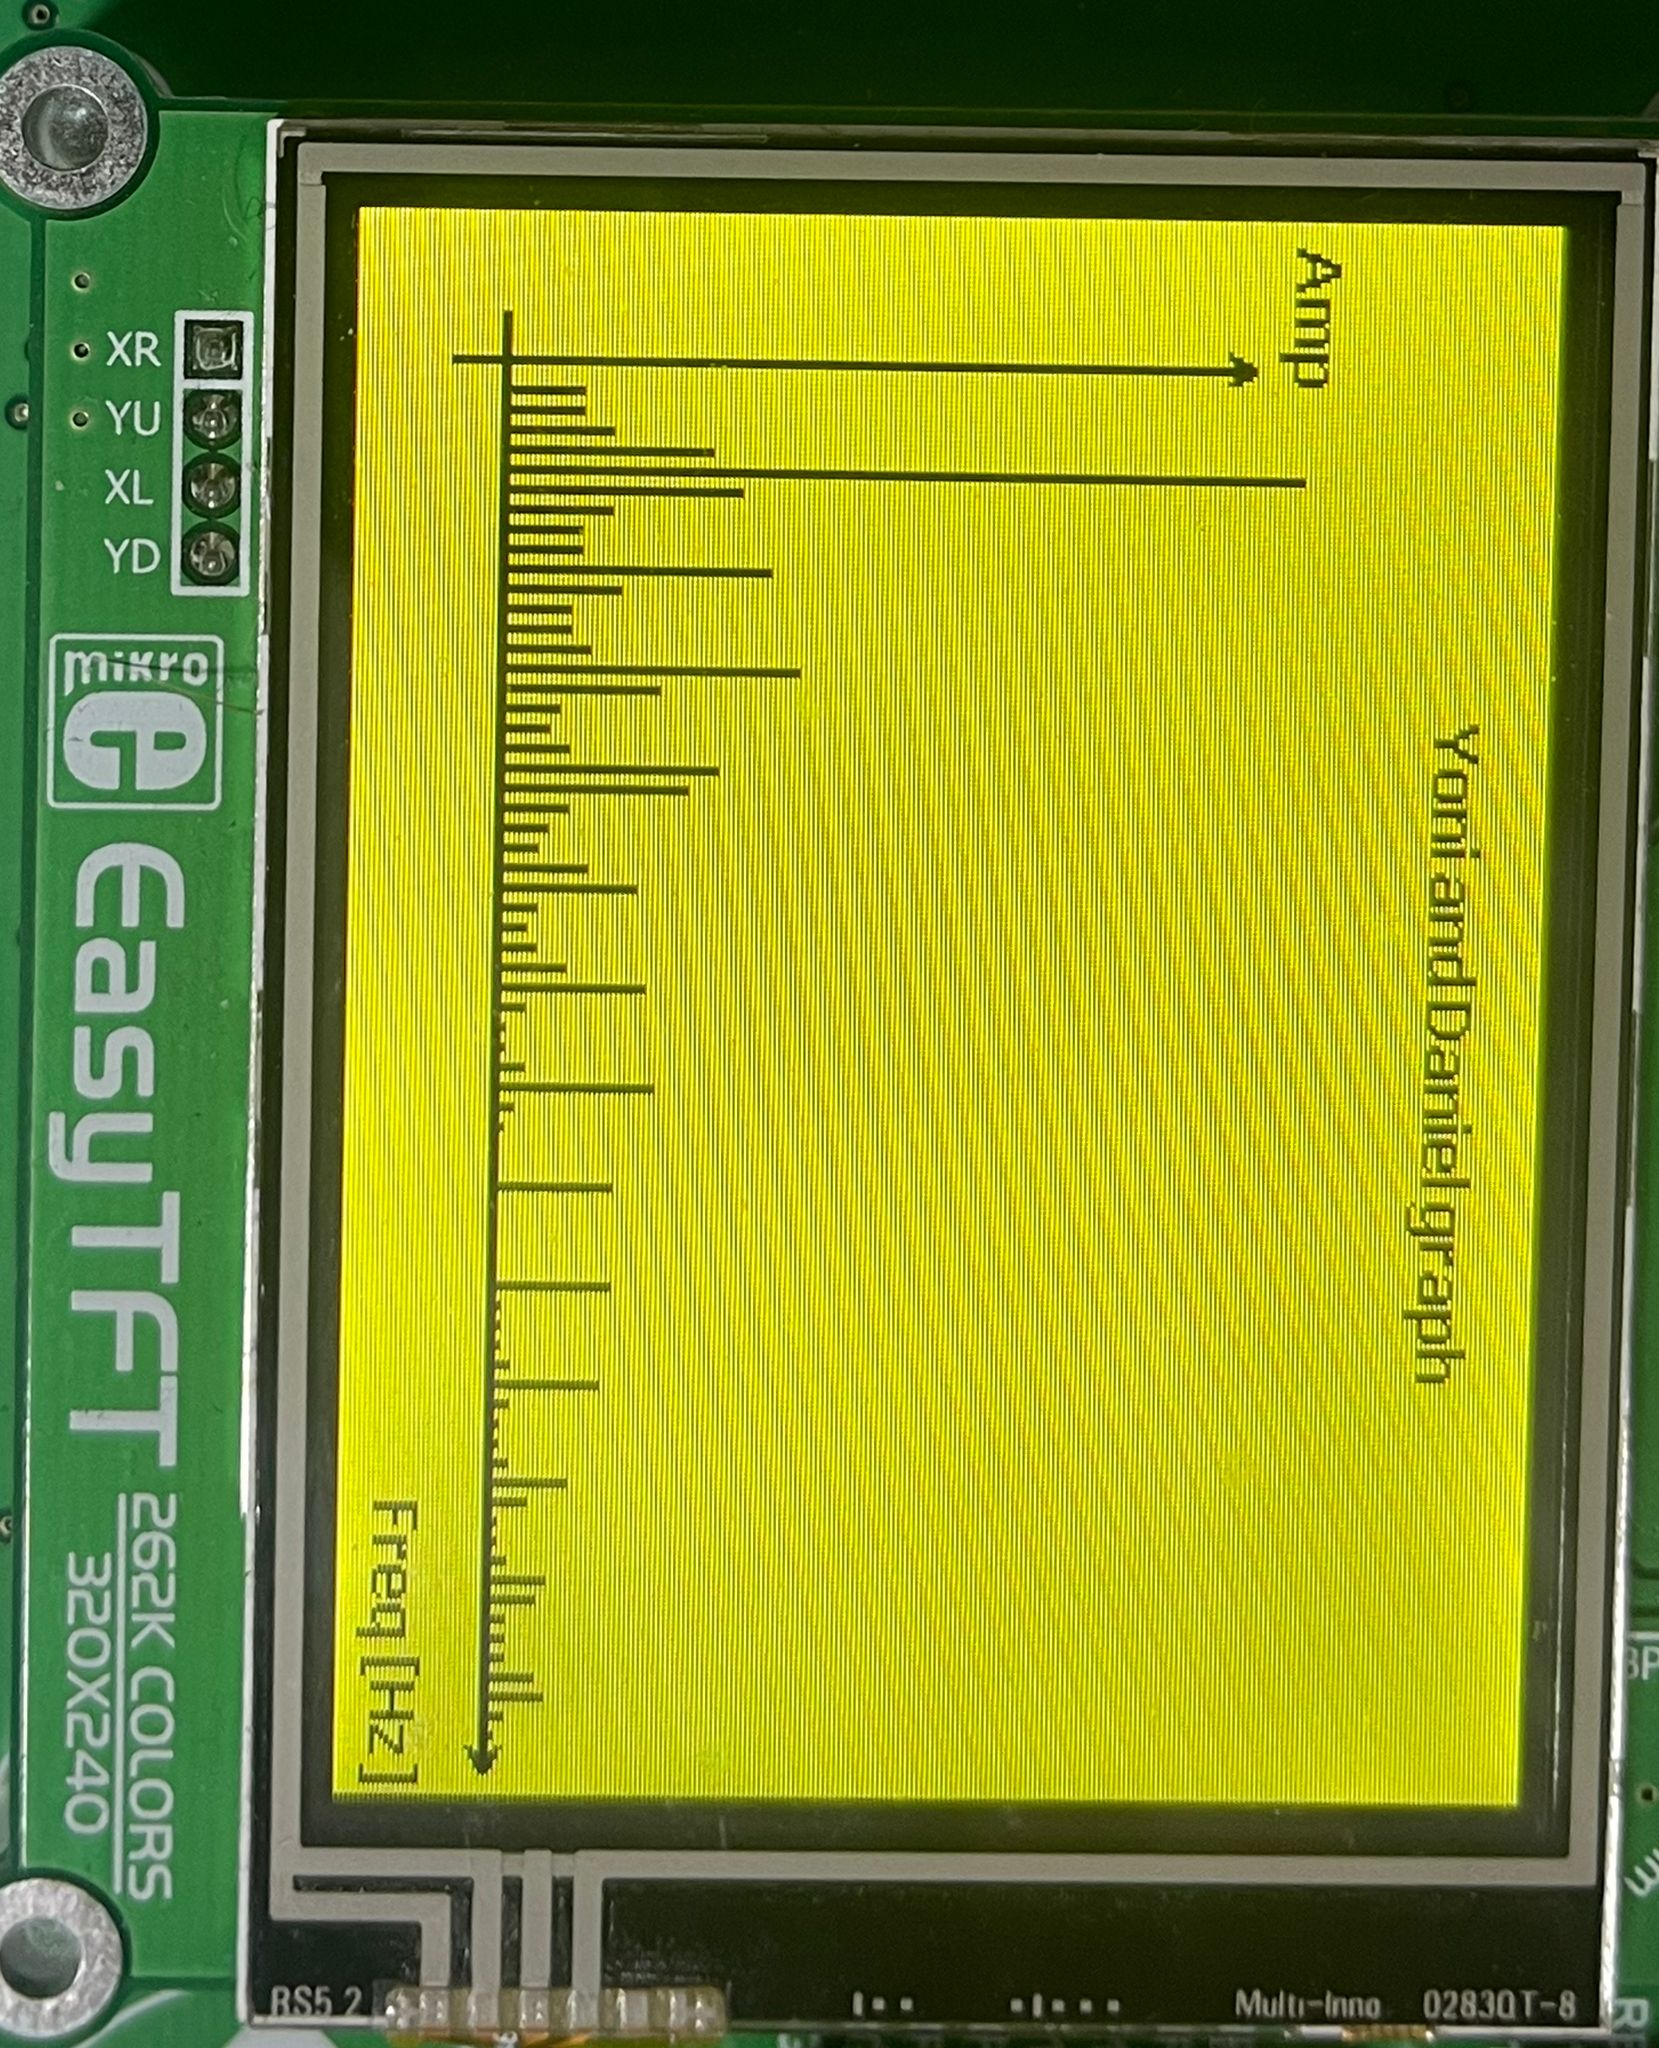 Yoni and Daniel graph
Amp
Freq [Hz]
XR
YU
XL
YD
mikro
e
EasyTFT
262K COLORS
320X240
Multi-Inno 0283QT-8
RS5.2
R